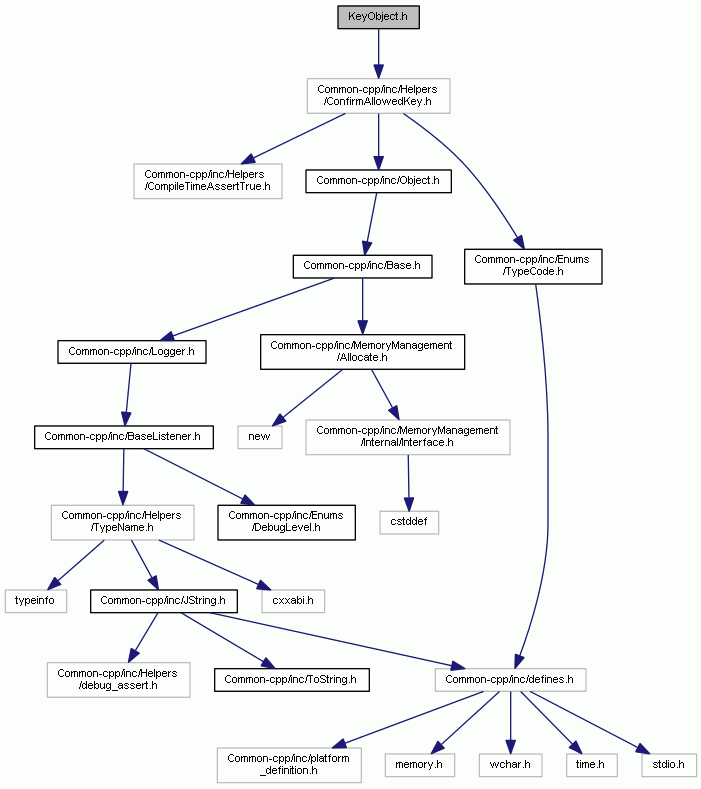 KeyObject.h
Common-cpp/inc/Helpers
/ConfirmAllowedKey.h
Common-cpp/inc/Helpers
/CompileTimeAssertTrue.h
Common-cpp/inc/Object.h
Common-cpp/inc/Base.h
Common-cpp/inc/Enums
/TypeCode.h
Common-cpp/inc/Logger.h
Common-cpp/inc/MemoryManagement
/Allocate.h
Common-cpp/inc/BaseListener.h
new
Common-cpp/inc/MemoryManagement
/Internal/Interface.h
Common-cpp/inc/Helpers
/TypeName.h
Common-cpp/inc/Enums
/DebugLevel.h
cstddef
typeinfo
Common-cpp/inc/JString.h
cxxabi.h
Common-cpp/inc/Helpers
/debug_assert.h
Common-cpp/inc/ToString.h
Common-cpp/inc/defines.h
Common-cpp/inc/platform
_definition.h
memory.h
wchar.h
time.h
stdio.h